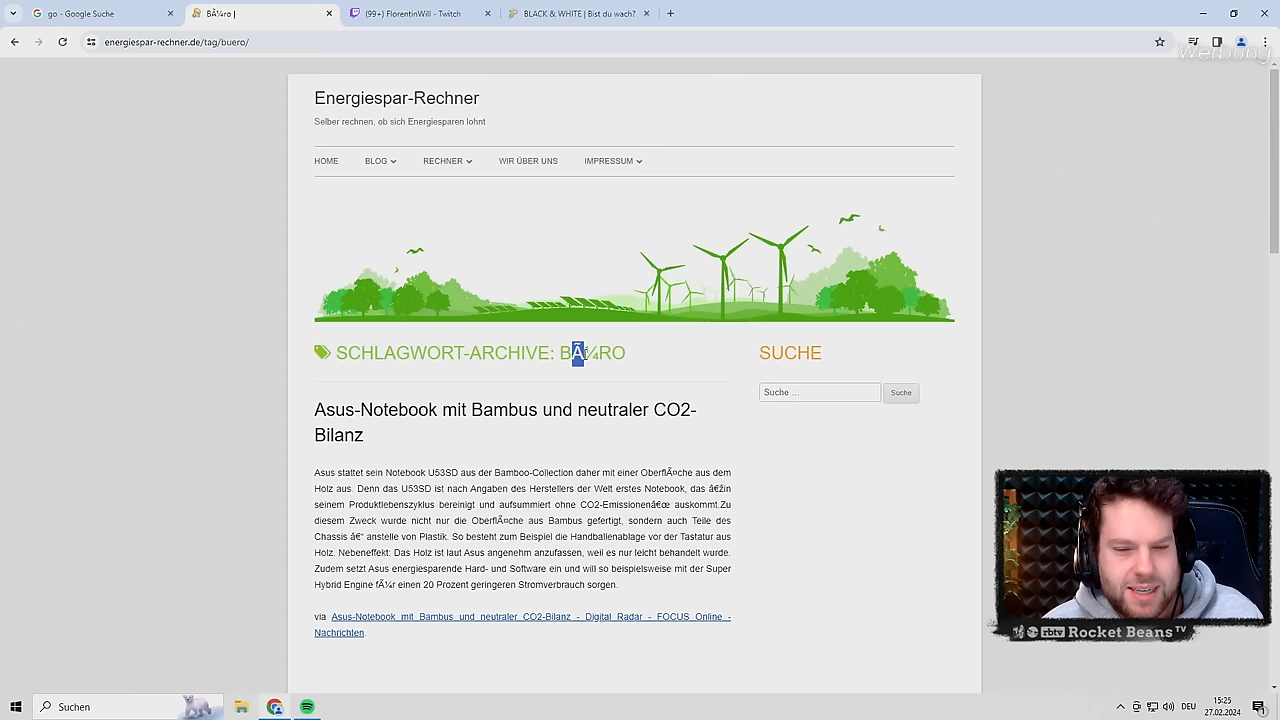 go - Google Suche
BÃ¼ro |
(99+) FlorentinWill - Twitch
BLACK & WHITE | Bist du wach?
energiespar-rechner.de/tag/buero/
Werbung
Energiespar-Rechner
Selber rechnen, ob sich Energiesparen lohnt
HOME BLOG RECHNER WIR ÜBER UNS IMPRESSUM
SCHLAGWORT-ARCHIVE: BÃ¼RO
SUCHE
Suche …
Suche
Asus-Notebook mit Bambus und neutraler CO2-
Bilanz
Asus stattet sein Notebook U53SD aus der Bamboo-Collection daher mit einer OberflÃ¤che aus dem
Holz aus. Denn das U53SD ist nach Angaben des Herstellers der Welt erstes Notebook, das â€žin
seinem Produktlebenszyklus bereinigt und aufsummiert ohne CO2-Emissionenâ€œ auskommt.Zu
diesem Zweck wurde nicht nur die OberflÃ¤che aus Bambus gefertigt, sondern auch Teile des
Chassis â€“ anstelle von Plastik. So besteht zum Beispiel die Handballenablage vor der Tastatur aus
Holz. Nebeneffekt: Das Holz ist laut Asus angenehm anzufassen, weil es nur leicht behandelt wurde.
Zudem setzt Asus energiesparende Hard- und Software ein und will so beispielsweise mit der Super
Hybrid Engine fÃ¼r einen 20 Prozent geringeren Stromverbrauch sorgen.
via Asus-Notebook mit Bambus und neutraler CO2-Bilanz - Digital Radar - FOCUS Online -
Nachrichten.
rbtv Rocket Beans TV
Suchen
DEU
15:25
27.02.2024